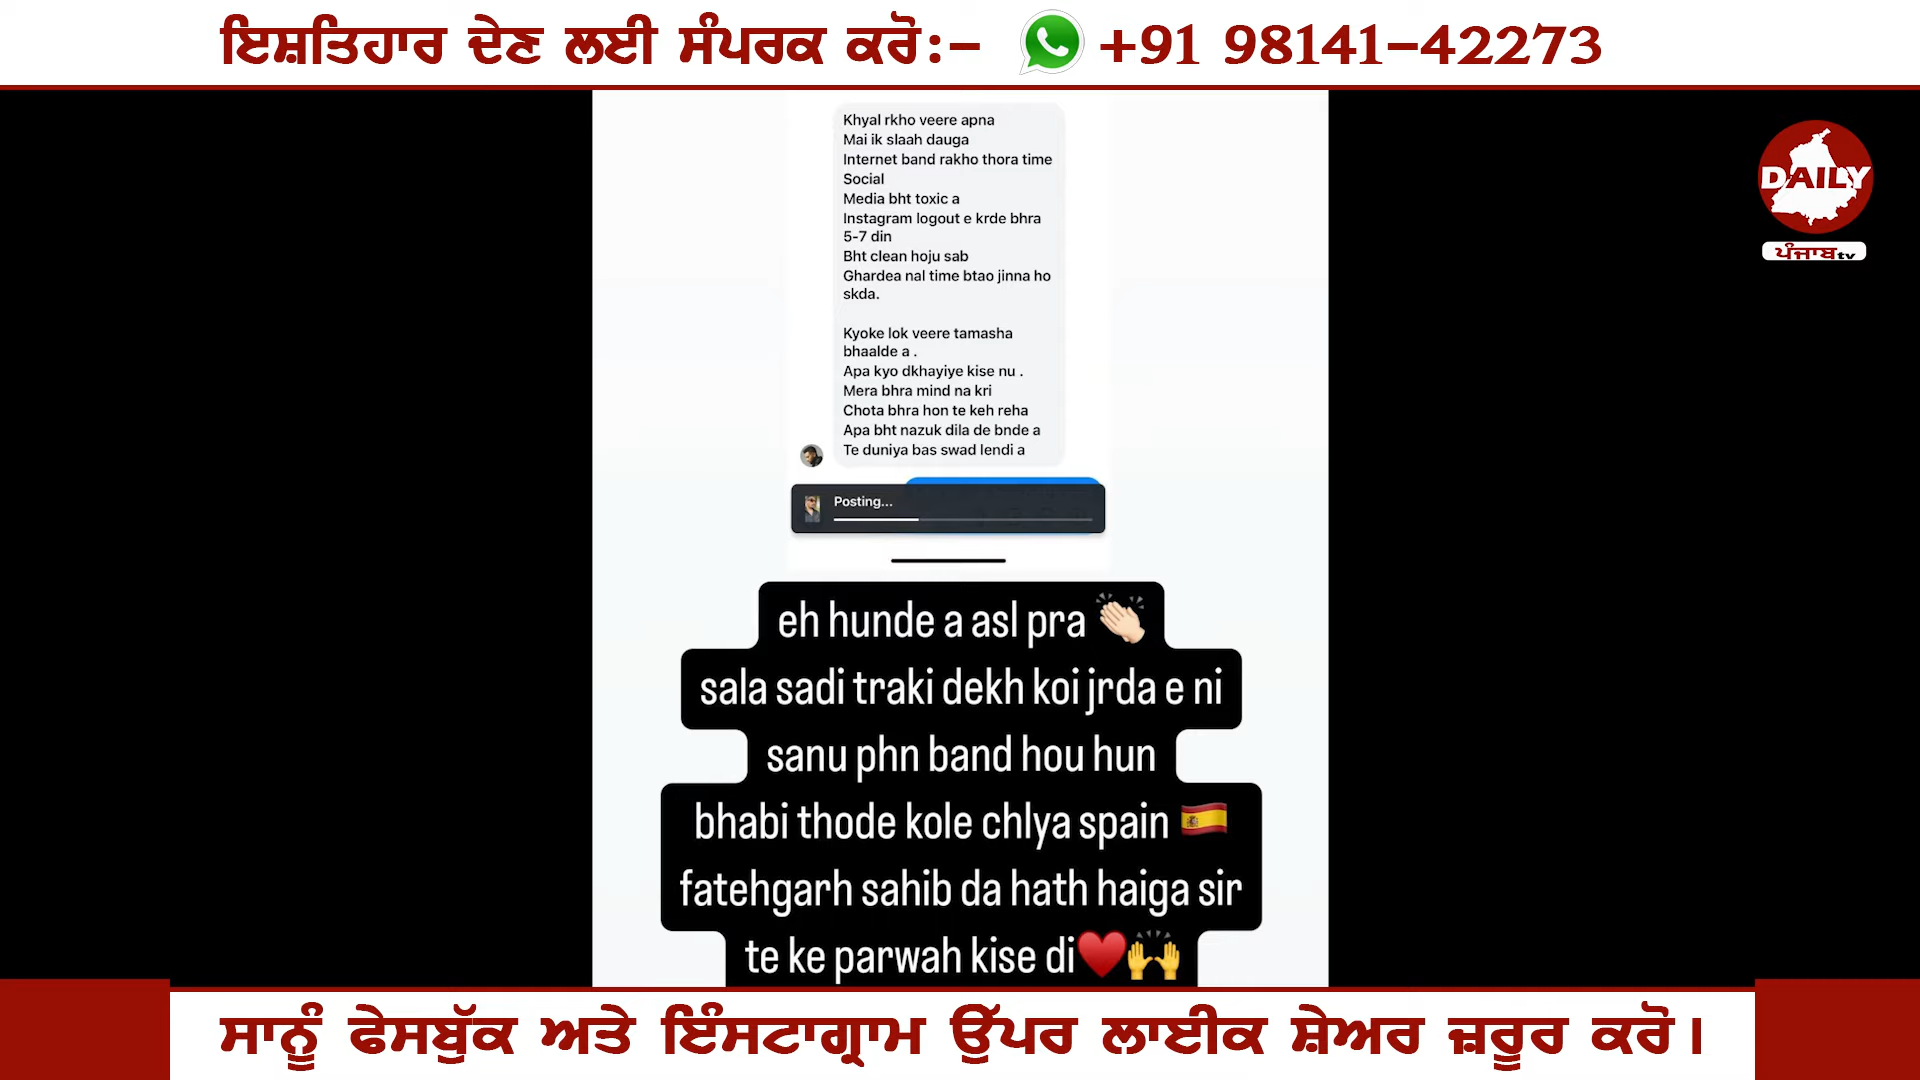 ਇਸ਼ਤਿਹਾਰ ਦੇਣ ਲਈ ਸੰਪਰਕ ਕਰੋ:- +91 98141-42273
DAILY
ਪੰਜਾਬ tv
Khyal rkho veere apna
Mai ik slaah dauga
Internet band rakho thora time
Social
Media bht toxic a
Instagram logout e krde bhra
5-7 din
Bht clean hoju sab
Ghardea nal time btao jinna ho
skda.
Kyoke lok veere tamasha
bhaalde a .
Apa kyo dkhayiye kise nu .
Mera bhra mind na kri
Chota bhra hon te keh reha
Apa bht nazuk dila de bnde a
Te duniya bas swad lendi a
Posting...
eh hunde a asl pra 👏🏻
sala sadi traki dekh koi jrda e ni
sanu phn band hou hun
bhabi thode kole chlya spain 🇪🇸
fatehgarh sahib da hath haiga sir
te ke parwah kise di❤️🙌
ਸਾਨੂੰ ਫੇਸਬੁੱਕ ਅਤੇ ਇੰਸਟਾਗ੍ਰਾਮ ਉੱਪਰ ਲਾਈਕ ਸ਼ੇਅਰ ਜ਼ਰੂਰ ਕਰੋ।